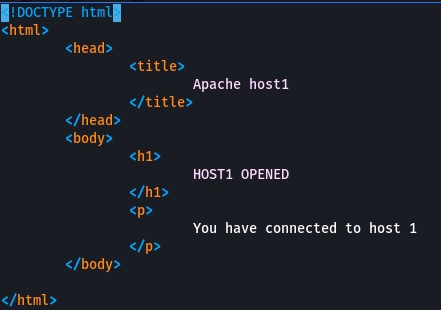 <!DOCTYPE html>
<html>
<head>
<title>
Apache host1
</title>
</head>
<body>
<h1>
HOST1 OPENED
</h1>
<p>
You have connected to host 1
</p>
</body>
</html>